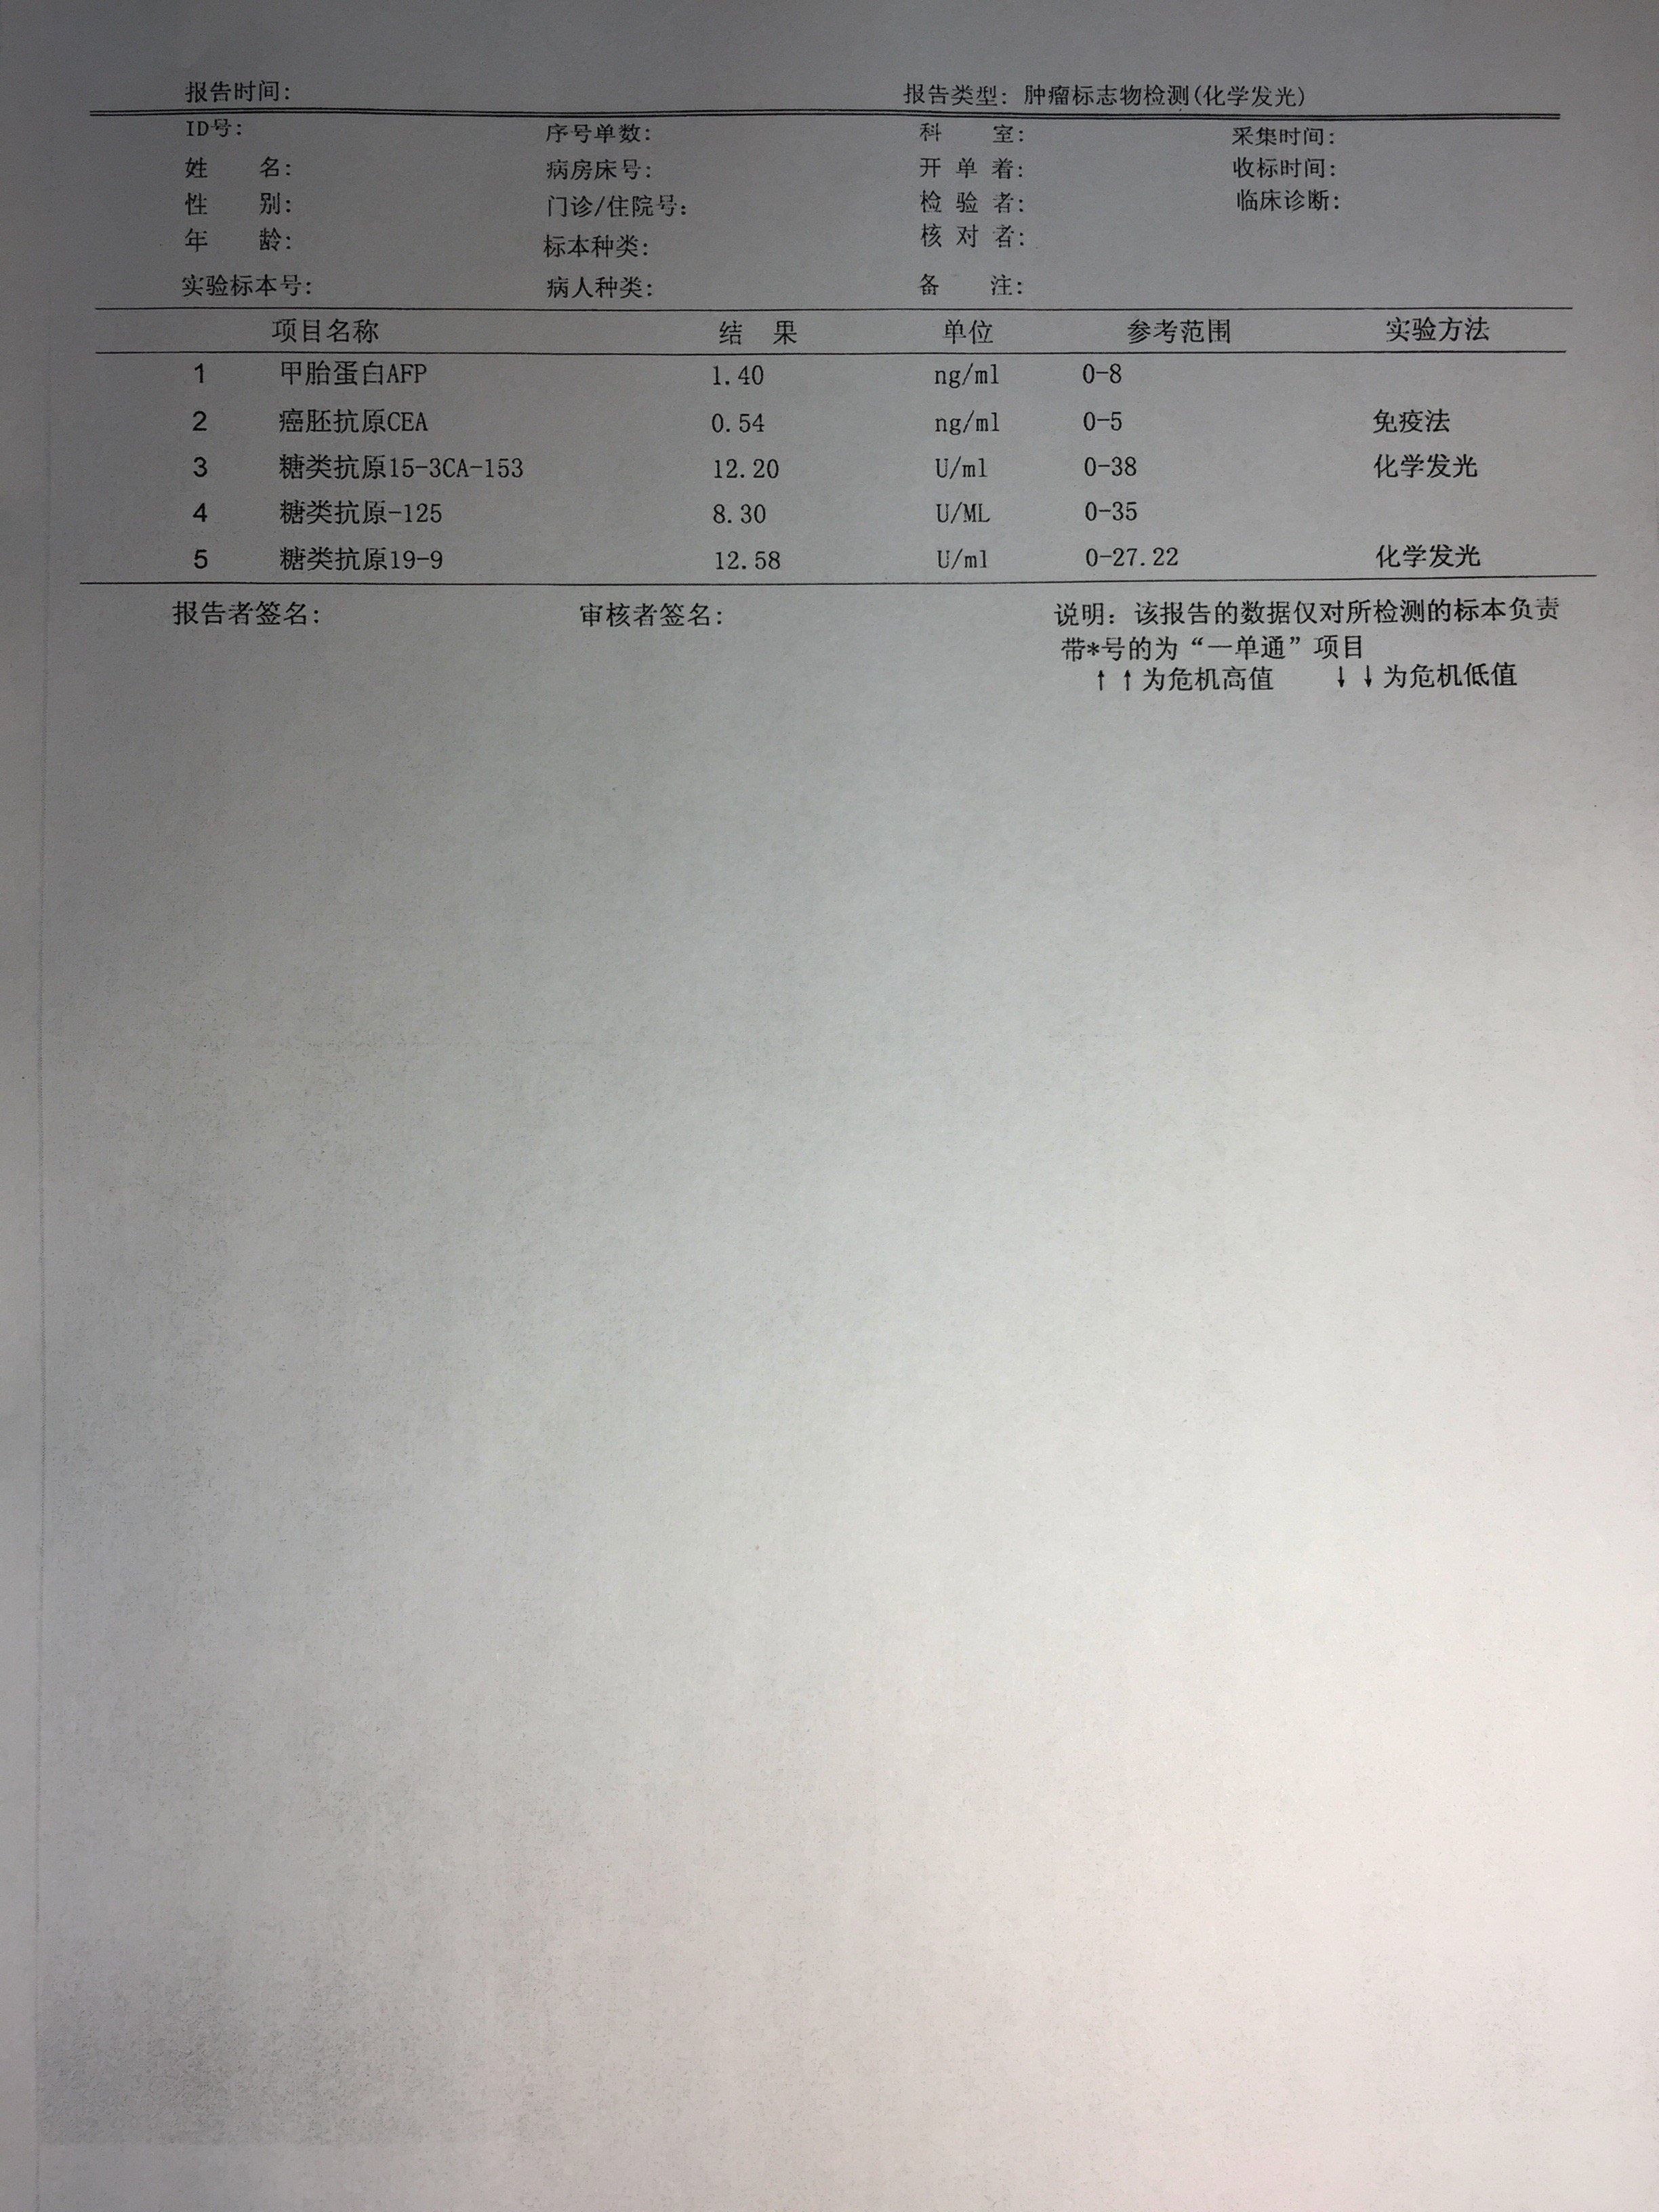 报告时间: 报告类型: 肿瘤标志物检测(化学发光)
ID号: 序号单数: 科 室: 采集时间:
姓 名: 病房床号: 开 单 着: 收标时间:
性 别: 门诊/住院号: 检 验 者: 临床诊断:
年 龄: 标本种类: 核 对 者:
实验标本号: 病人种类: 备 注:
项目名称 结 果 单位 参考范围 实验方法
1 甲胎蛋白AFP 1.40 ng/ml 0-8
2 癌胚抗原CEA 0.54 ng/ml 0-5 免疫法
3 糖类抗原15-3CA-153 12.20 U/ml 0-38 化学发光
4 糖类抗原-125 8.30 U/ML 0-35
5 糖类抗原19-9 12.58 U/ml 0-27.22 化学发光
报告者签名: 审核者签名: 说明: 该报告的数据仅对所检测的标本负责
带*号的为“一单通”项目
↑↑为危机高值 ↓↓为危机低值